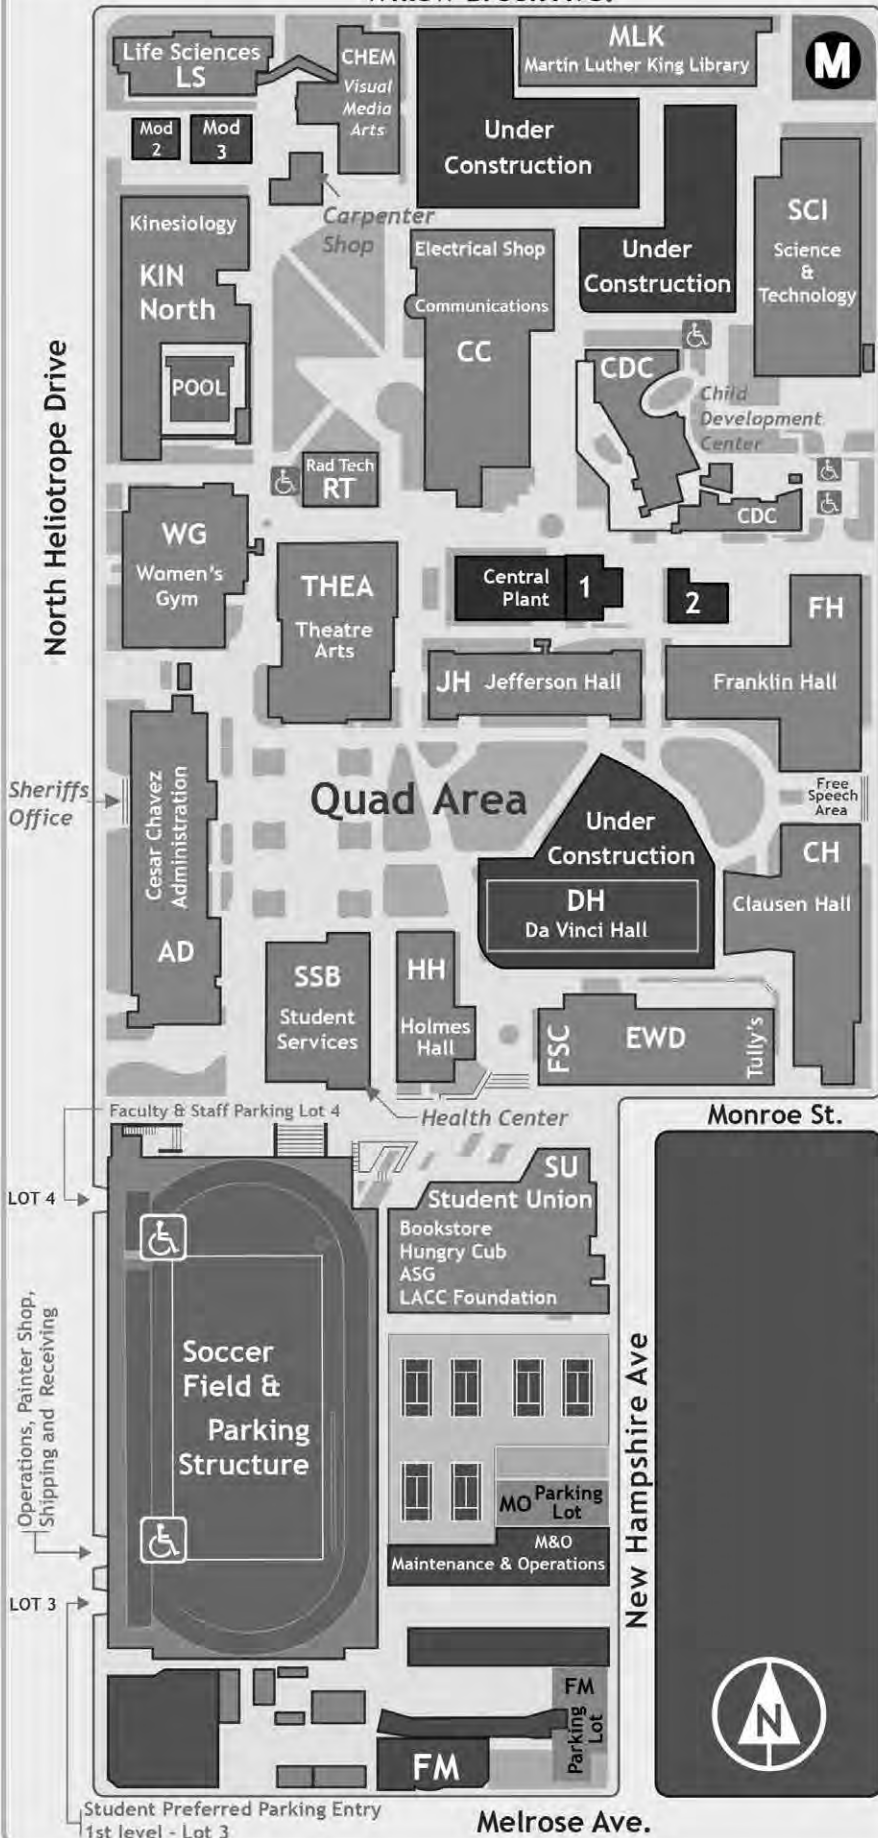 Life Sciences
LS
CHEM
Visual
Media
Arts
MLK
Martin Luther King Library
M
Mod
2
Mod
3
Under
Construction
Carpenter
Shop
Kinesiology
KIN
North
POOL
Electrical Shop
Communications
CC
Under
Construction
SCI
Science
&
Technology
CDC
Child
Development
Center
CDC
Rad Tech
RT
North Heliotrope Drive
WG
Women's
Gym
THEA
Theatre
Arts
Central
Plant
1
2
FH
Franklin Hall
JH Jefferson Hall
Sheriffs
Office
Cesar Chavez
Administration
AD
Quad Area
Free
Speech
Area
Under
Construction
DH
Da Vinci Hall
CH
Clausen Hall
SSB
Student
Services
HH
Holmes
Hall
FSC
EWD
Tully's
Health Center
Faculty & Staff Parking Lot 4
Monroe St.
LOT 4
SU
Student Union
Bookstore
Hungry Cub
ASG
LACC Foundation
Operations, Painter Shop,
Shipping and Receiving
Soccer
Field &
Parking
Structure
MO Parking
Lot
M&O
Maintenance & Operations
New Hampshire Ave
LOT 3
FM
Parking
Lot
FM
N
Student Preferred Parking Entry
1st level - Lot 3
Melrose Ave.